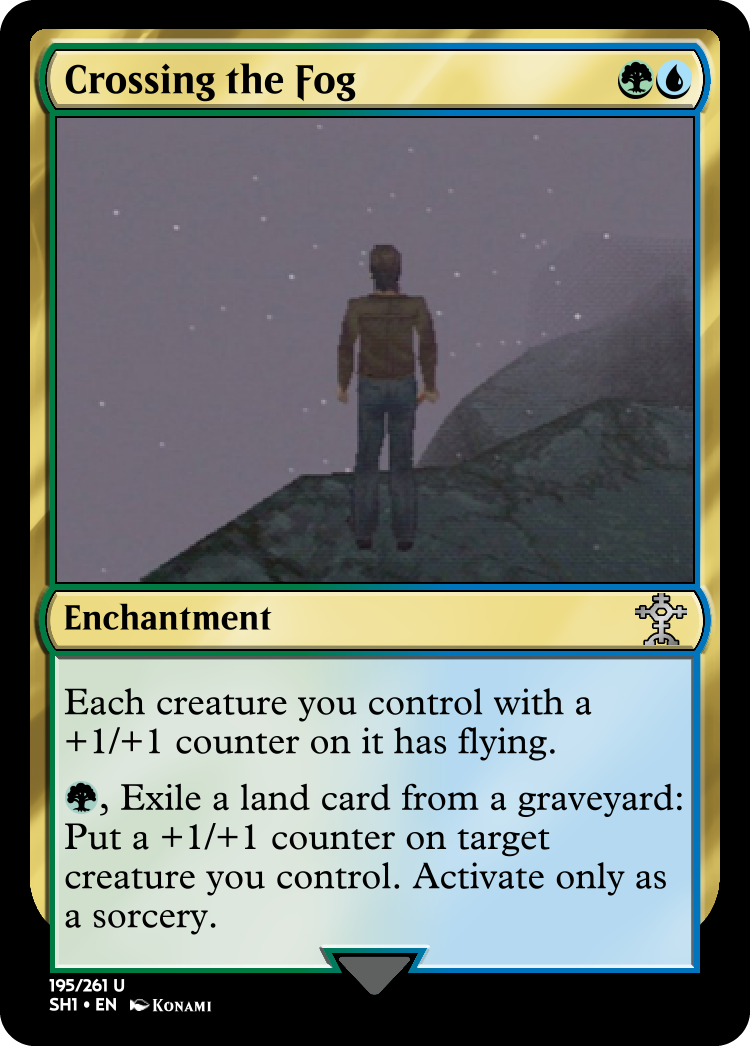 Crossing the Fog
Enchantment
Each creature you control with a
+1/+1 counter on it has flying.
, Exile a land card from a graveyard:
Put a +1/+1 counter on target
creature you control. Activate only as
a sorcery.
195/261 U
SH1 • EN KONAMI